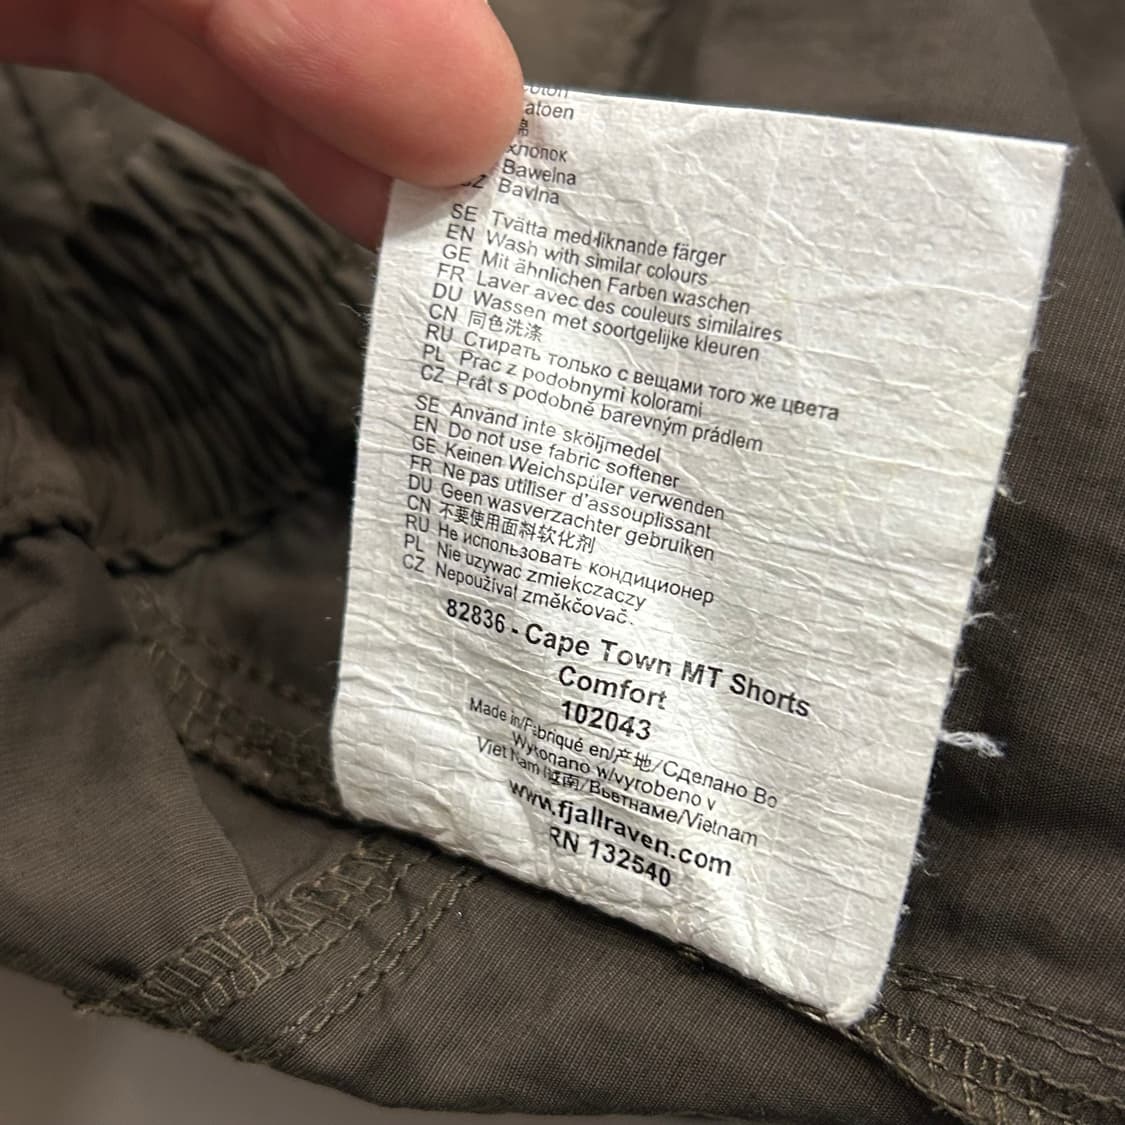 atoen
棉
хлопок
Bawełna
CZ Bavlna
SE Tvätta med liknande färger
EN Wash with similar colours
GE Mit ähnlichen Farben waschen
FR Laver avec des couleurs similaires
DU Wassen met soortgelijke kleuren
CN 同色洗涤
RU Стирать только с вещами того же цвета
PL Prac z podobnymi kolorami
CZ Prát s podobně barevným prádlem
SE Använd inte sköljmedel
EN Do not use fabric softener
GE Keinen Weichspüler verwenden
FR Ne pas utiliser d'assouplissant
DU Geen wasverzachter gebruiken
CN 不要使用面料软化剂
RU Не использовать кондиционер
PL Nie uzywac zmiekczaczy
CZ Nepoužívat změkčovač.
82836 - Cape Town MT Shorts
Comfort
102043
Made in/Fabriqué en/产地/Сделано Во
Wykonano w/vyrobeno v
Viet Nam/越南/Вьетнаме/Vietnam
www.fjallraven.com
RN 132540